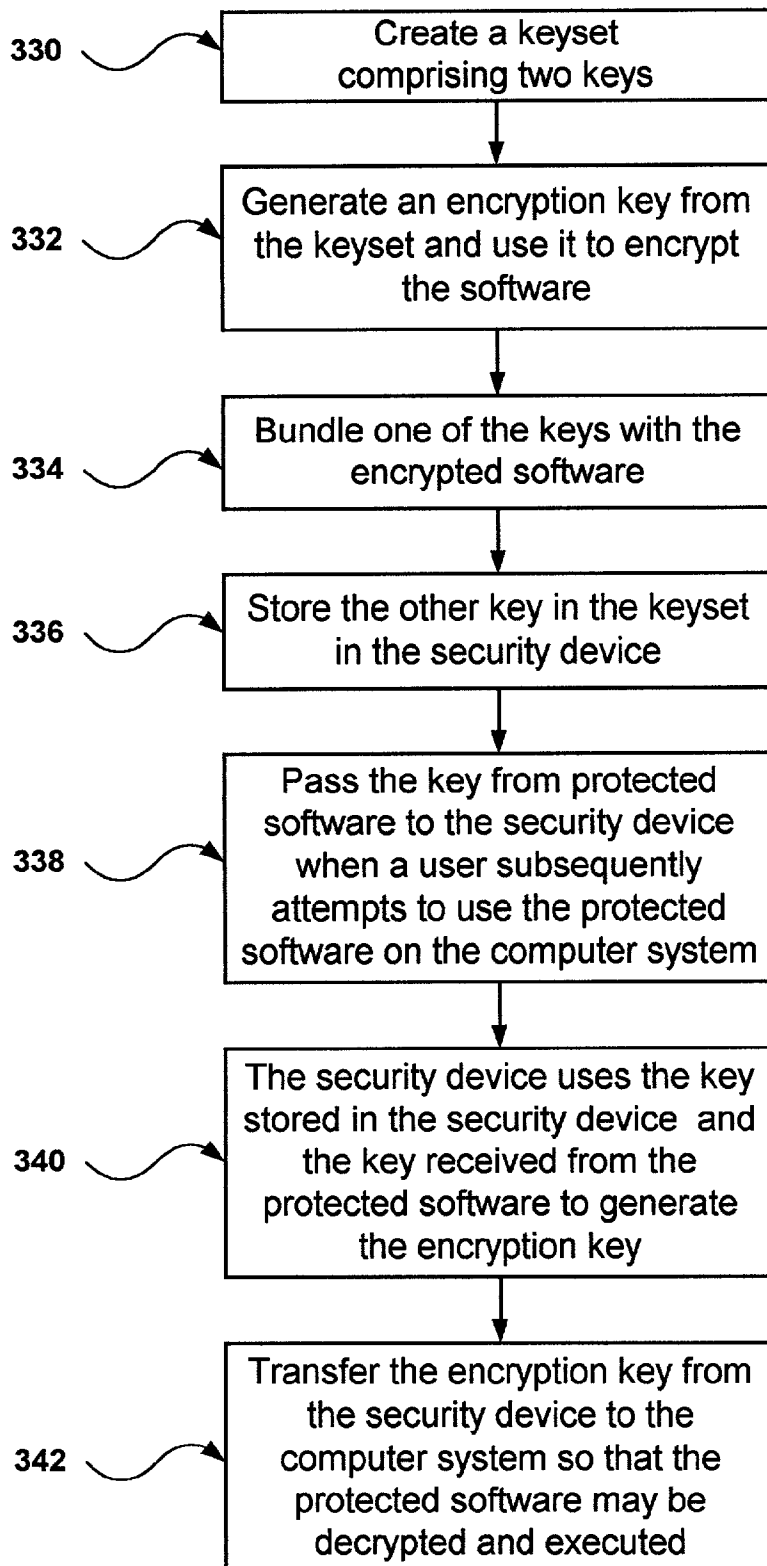 330
Create a keyset
comprising two keys
332
Generate an encryption key from
the keyset and use it to encrypt
the software
334
Bundle one of the keys with the
encrypted software
336
Store the other key in the keyset
in the security device
338
Pass the key from protected
software to the security device
when a user subsequently
attempts to use the protected
software on the computer system
340
The security device uses the key
stored in the security device and
the key received from the
protected software to generate
the encryption key
342
Transfer the encryption key from
the security device to the
computer system so that the
protected software may be
decrypted and executed